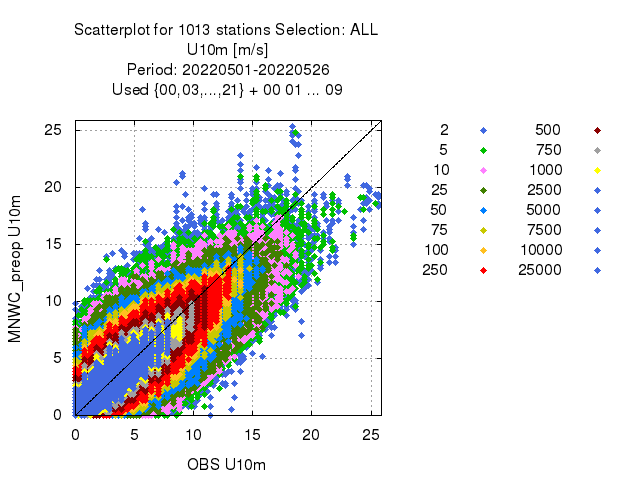 Scatterplot for 1013 stations Selection: ALL
U10m [m/s]
Period: 20220501-20220526
Used {00,03,...,21} + 00 01 ... 09
25
20
15
10
5
0
0 5 10 15 20 25
MNWC_preop U10m
OBS U10m
2 500
5 750
10 1000
25 2500
50 5000
75 7500
100 10000
250 25000